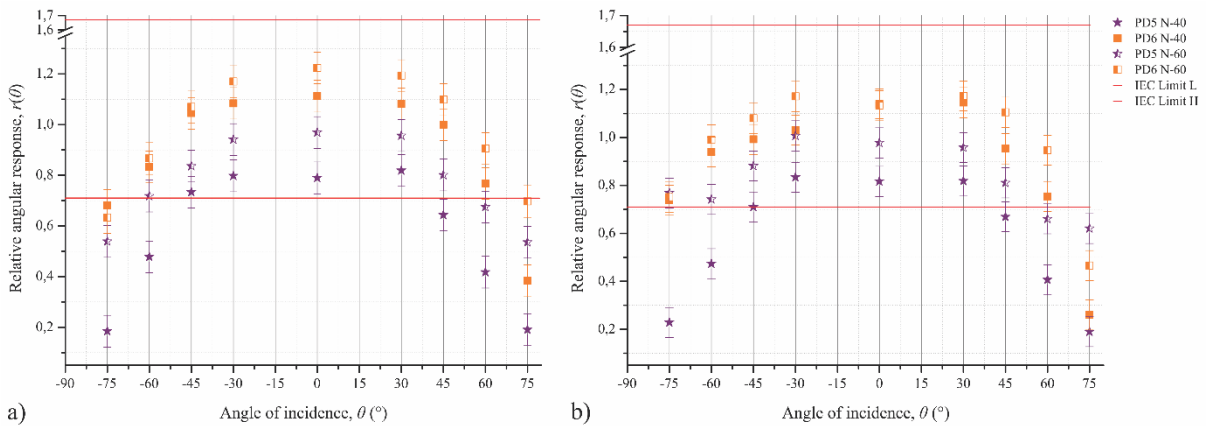 1,7
1,6
1,2
1,0
0,8
0,6
0,4
0,2
Relative angular response, r(θ)
-90 -75 -60 -45 -30 -15 0 15 30 45 60 75
Angle of incidence, θ (°)
a)
1,7
1,6
1,2
1,0
0,8
0,6
0,4
0,2
Relative angular response, r(θ)
-90 -75 -60 -45 -30 -15 0 15 30 45 60 75
Angle of incidence, θ (°)
b)
PD5 N-40
PD6 N-40
PD5 N-60
PD6 N-60
IEC Limit L
IEC Limit H